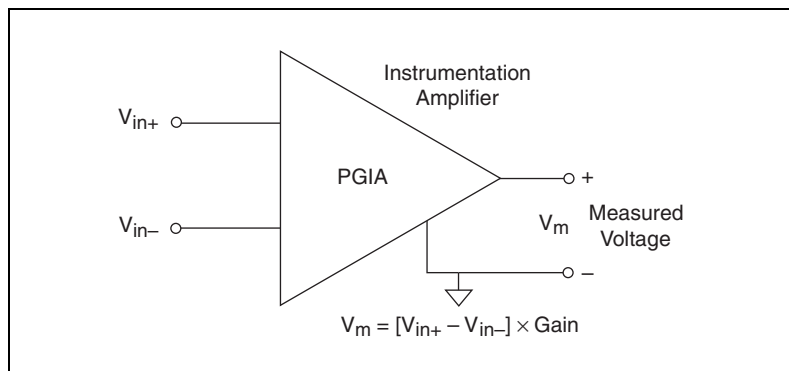 Instrumentation
Amplifier
Vin+
PGIA
+
Vin–
Vm
Measured
Voltage
–
Vm = [Vin+ – Vin–] × Gain